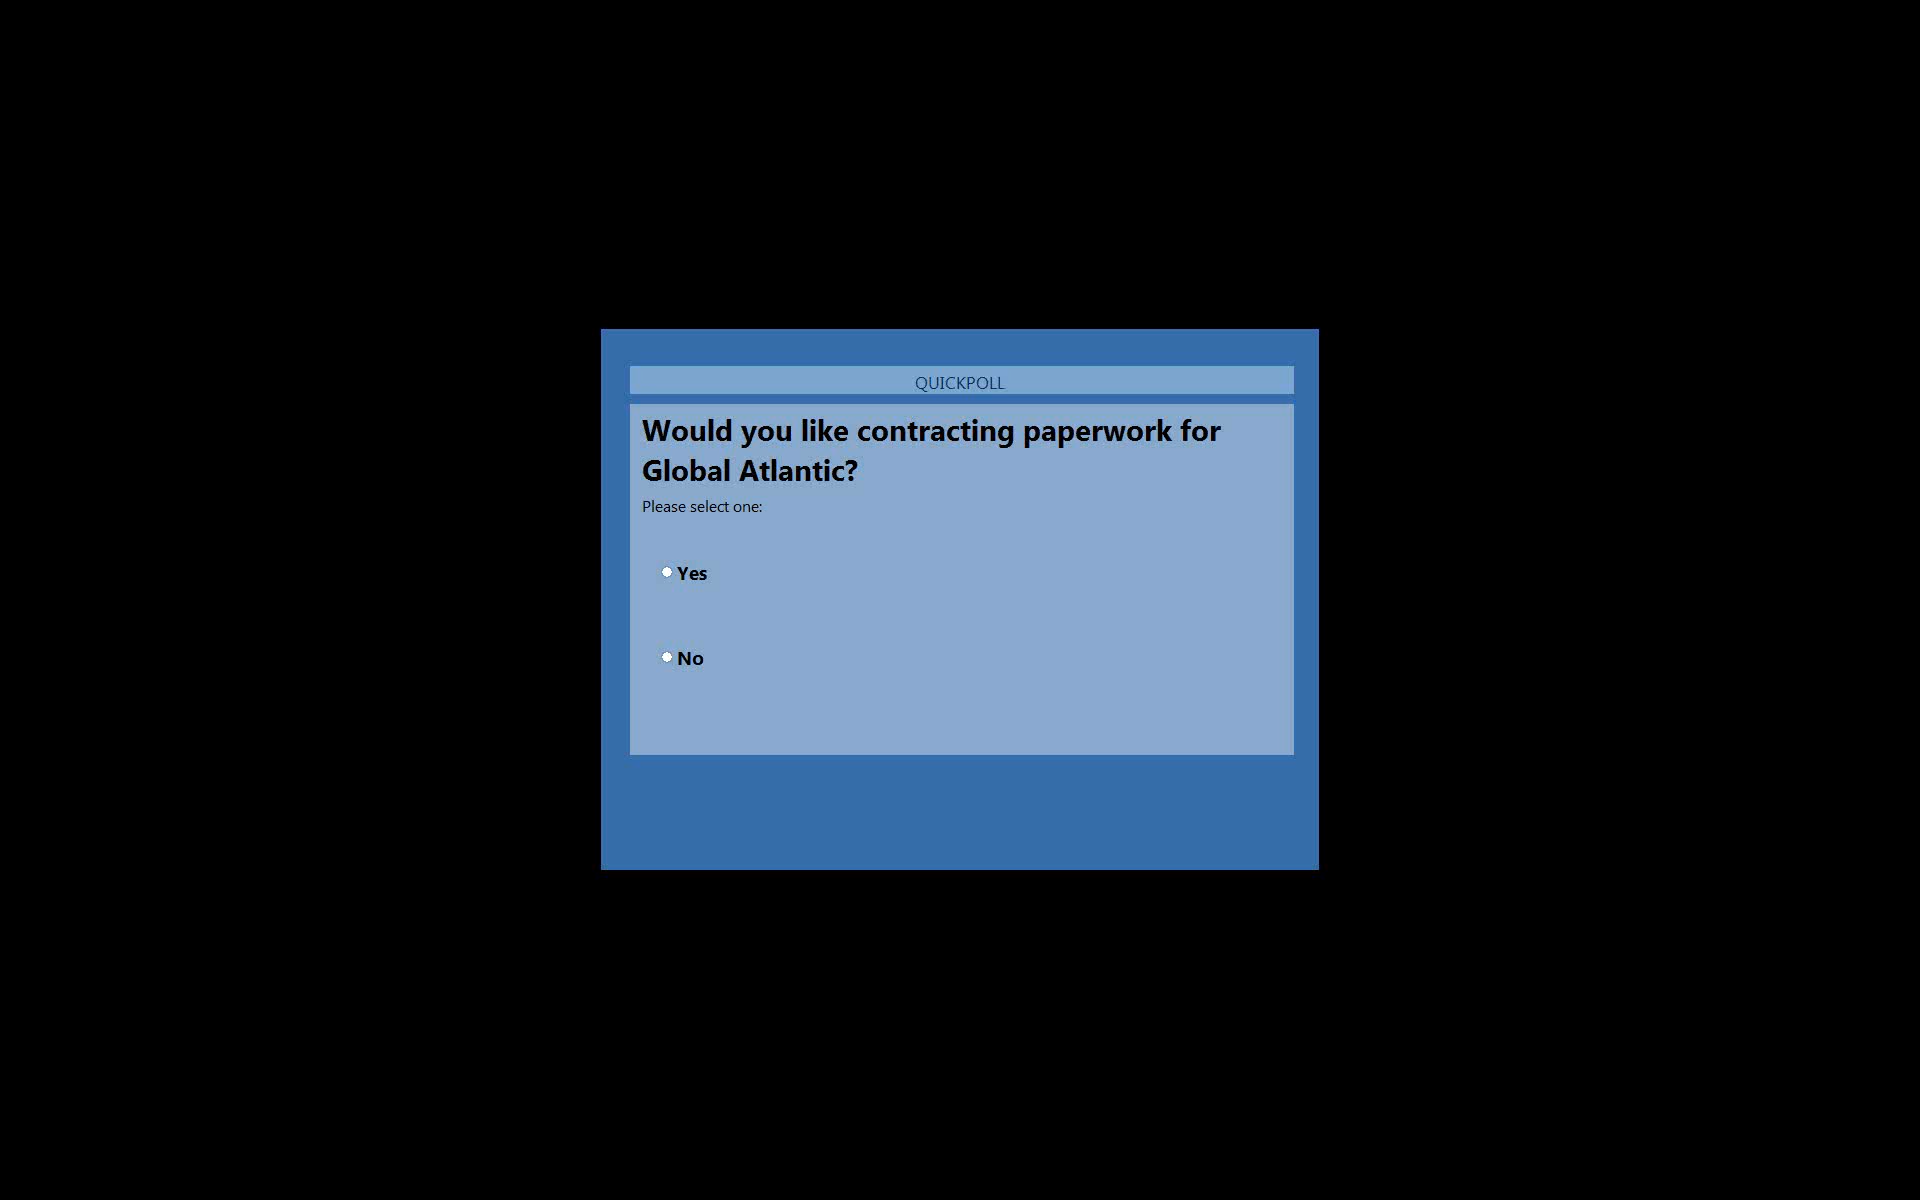 QUICKPOLL
Would you like contracting paperwork for
Global Atlantic?
Please select one:
Yes
No